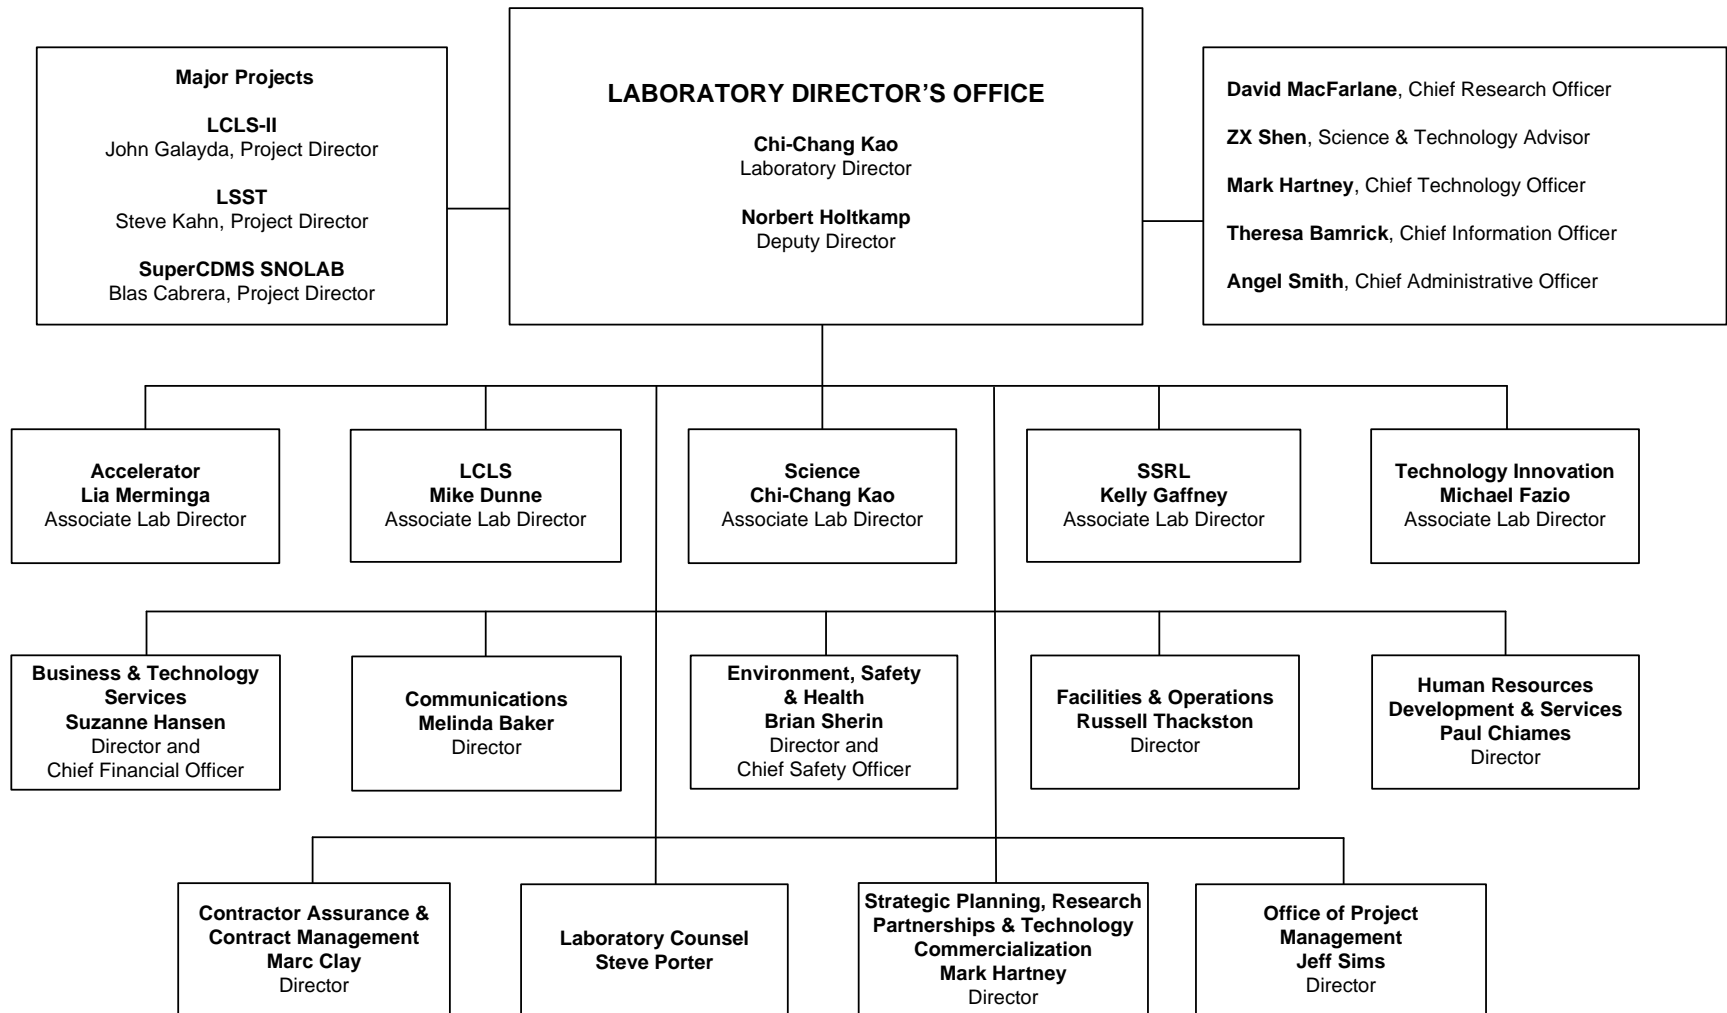 Major Projects
LCLS-II
John Galayda, Project Director
LSST
Steve Kahn, Project Director
SuperCDMS SNOLAB
Blas Cabrera, Project Director
LABORATORY DIRECTOR’S OFFICE
Chi-Chang Kao
Laboratory Director
Norbert Holtkamp
Deputy Director
David MacFarlane, Chief Research Officer
ZX Shen, Science & Technology Advisor
Mark Hartney, Chief Technology Officer
Theresa Bamrick, Chief Information Officer
Angel Smith, Chief Administrative Officer
Accelerator
Lia Merminga
Associate Lab Director
LCLS
Mike Dunne
Associate Lab Director
Science
Chi-Chang Kao
Associate Lab Director
SSRL
Kelly Gaffney
Associate Lab Director
Technology Innovation
Michael Fazio
Associate Lab Director
Business & Technology
Services
Suzanne Hansen
Director and
Chief Financial Officer
Communications
Melinda Baker
Director
Environment, Safety
& Health
Brian Sherin
Director and
Chief Safety Officer
Facilities & Operations
Russell Thackston
Director
Human Resources
Development & Services
Paul Chiames
Director
Contractor Assurance &
Contract Management
Marc Clay
Director
Laboratory Counsel
Steve Porter
Strategic Planning, Research
Partnerships & Technology
Commercialization
Mark Hartney
Director
Office of Project
Management
Jeff Sims
Director